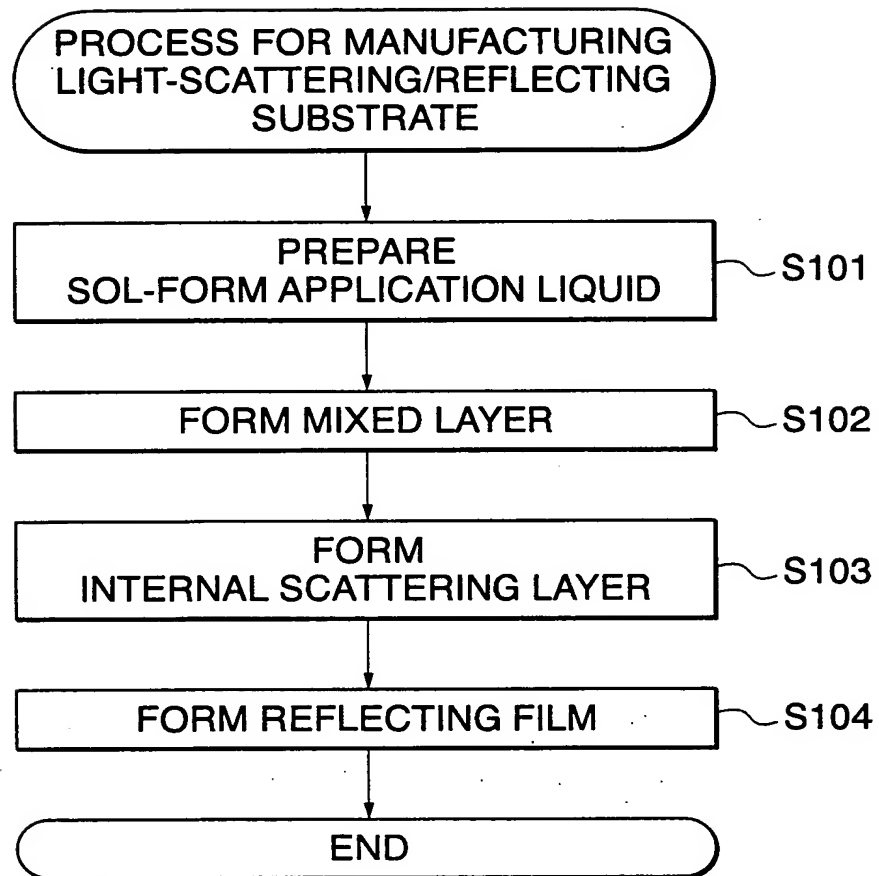 PROCESS FOR MANUFACTURING
LIGHT-SCATTERING/REFLECTING
SUBSTRATE
PREPARE
SOL-FORM APPLICATION LIQUID
S101
FORM MIXED LAYER
S102
FORM
INTERNAL SCATTERING LAYER
S103
FORM REFLECTING FILM
S104
END